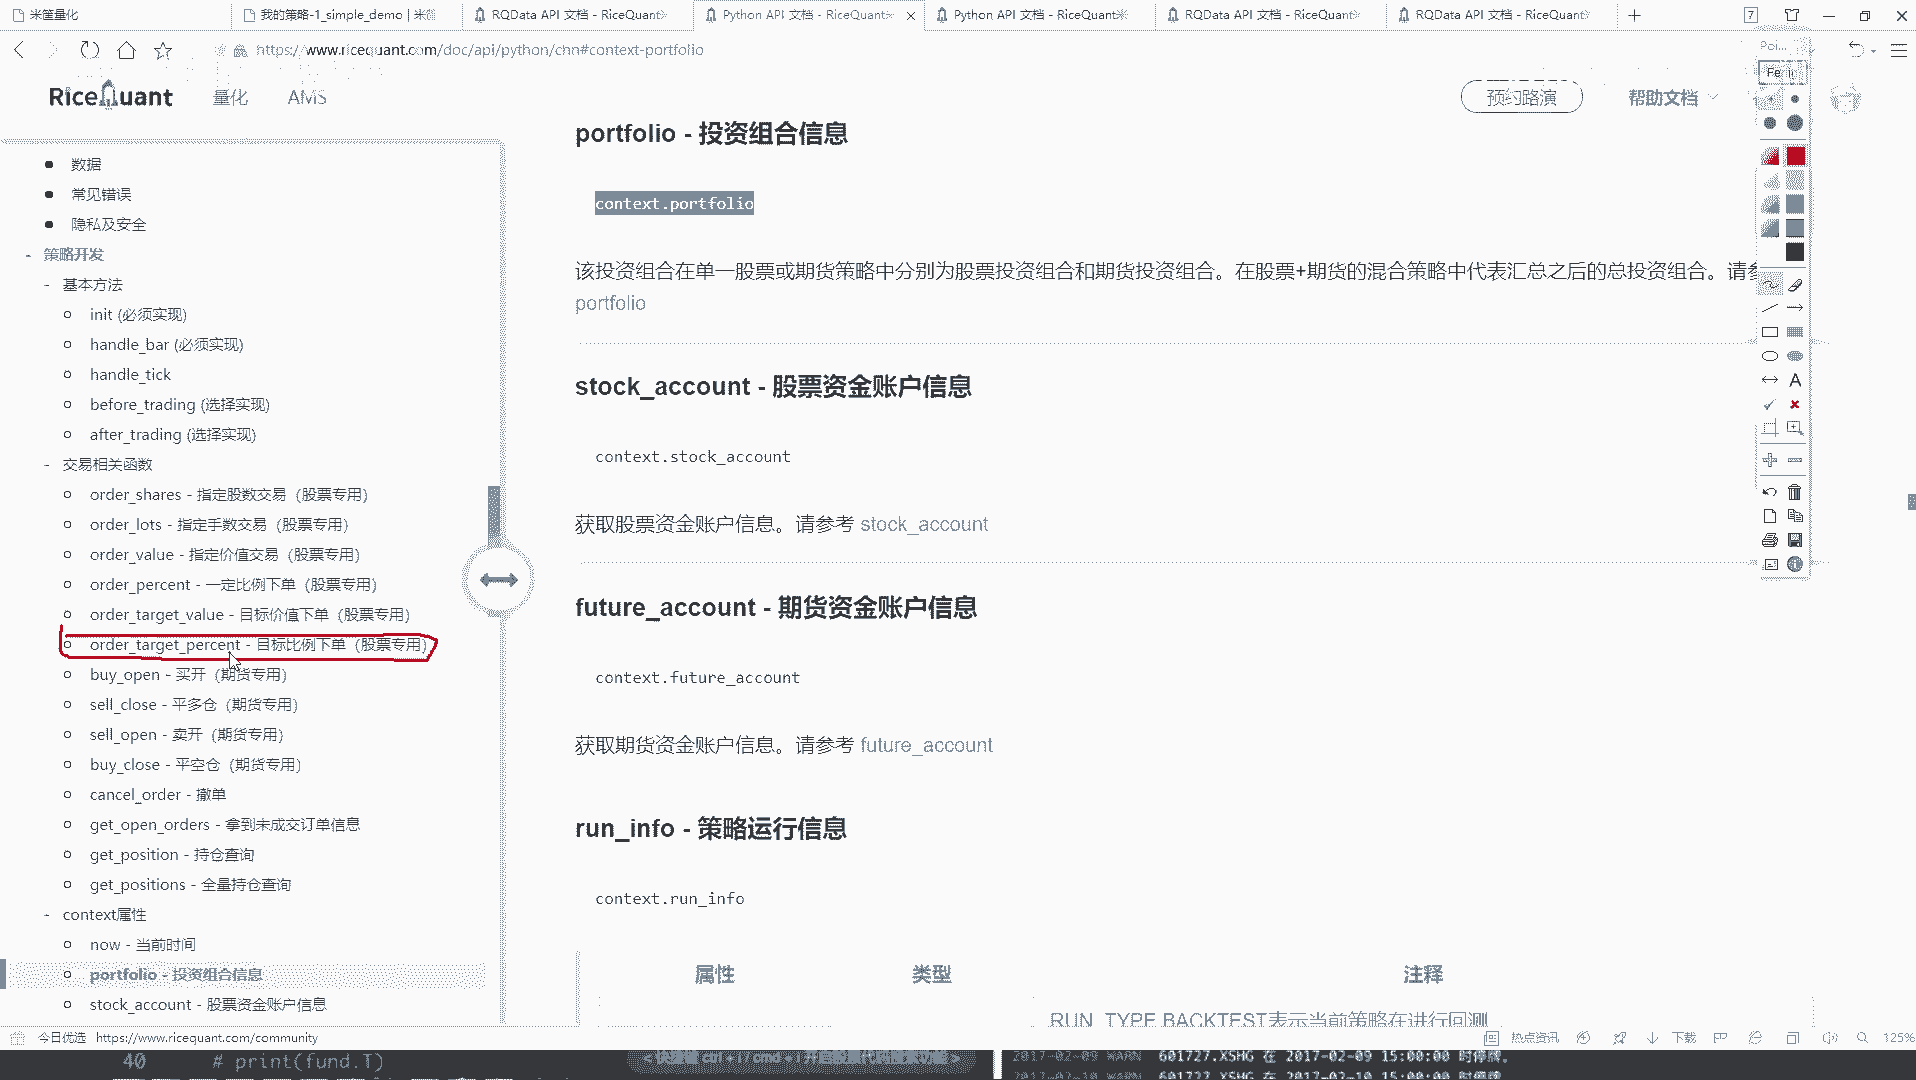 米筐量化
我的策略-1_simple_demo | 米筐
RQData API 文档 - RiceQuant
Python API 文档 - RiceQuant
Python API 文档 - RiceQuant
RQData API 文档 - RiceQuant
RQData API 文档 - RiceQuant
7
https://www.ricequant.com/doc/api/python/chn#context-portfolio
RiceQuant
量化
AMS
预约路演
帮助文档
数据
常见错误
隐私及安全
- 策略开发
- 基本方法
init (必须实现)
handle_bar (必须实现)
handle_tick
before_trading (选择实现)
after_trading (选择实现)
- 交易相关函数
order_shares - 指定股数交易（股票专用）
order_lots - 指定手数交易（股票专用）
order_value - 指定价值交易（股票专用）
order_percent - 一定比例下单（股票专用）
order_target_value - 目标价值下单（股票专用）
order_target_percent - 目标比例下单（股票专用）
buy_open - 买开（期货专用）
sell_close - 平多仓（期货专用）
sell_open - 卖开（期货专用）
buy_close - 平空仓（期货专用）
cancel_order - 撤单
get_open_orders - 拿到未成交订单信息
get_position - 持仓查询
get_positions - 全量持仓查询
- context属性
now - 当前时间
portfolio - 投资组合信息
stock_account - 股票资金账户信息
portfolio - 投资组合信息
context.portfolio
该投资组合在单一股票或期货策略中分别为股票投资组合和期货投资组合。在股票+期货的混合策略中代表汇总之后的总投资组合。请参
portfolio
stock_account - 股票资金账户信息
context.stock_account
获取股票资金账户信息。请参考 stock_account
future_account - 期货资金账户信息
context.future_account
获取期货资金账户信息。请参考 future_account
run_info - 策略运行信息
context.run_info
属性
类型
注释
RUN_TYPE.BACKTEST表示当前策略在进行回测
Poi...
A
今日优选
https://www.ricequant.com/community
热点资讯
下载
125%
40 # print(fund.T)
2017-02-09 WARN 601727.XSHG 在 2017-02-09 15:00:00 时停牌。
2017-02-10 WARN 601727.XSHG 在 2017-02-10 15:00:00 时停牌。